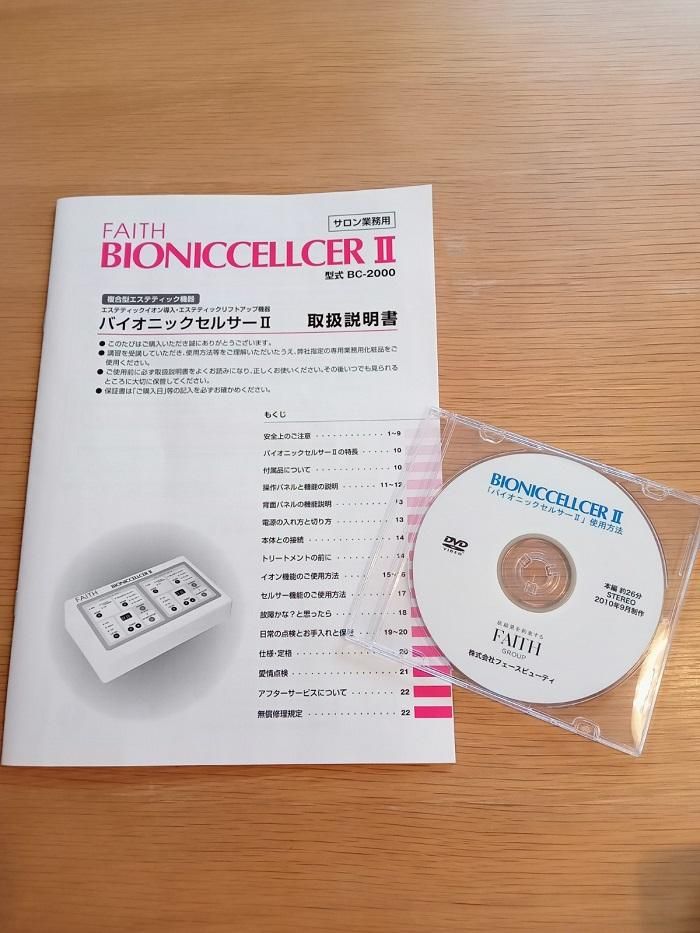 FAITH
サロン業務用
BIONICCELLCER II
型式 BC-2000
複合型エステティック機器
エステティックイオン導入・エステティックリフトアップ機器
バイオニックセルサーII 取扱説明書
● このたびはご購入いただき誠にありがとうございます。
● 講習を受講していただき、使用方法等をご理解いただいたうえ、弊社指定の専用業務用化粧品をご
使用ください。
● ご使用前に必ず取扱説明書をよくお読みになり、正しくお使いください。その後いつでも見られる
ところに大切に保管してください。
● 保証書は「ご購入日」等の記入を必ずお確かめください。
もくじ
安全上のご注意 1~9
バイオニックセルサーIIの特長 10
付属品について 10
操作パネルと機能の説明 11~12
背面パネルの機能説明 13
電源の入れ方と切り方 13
本体との接続 14
トリートメントの前に 14
イオン機能のご使用方法 15~16
セルサー機能のご使用方法 17
故障かな?と思ったら 18
日常の点検とお手入れと保管 19~20
仕様・定格 20
愛情点検 21
アフターサービスについて 22
無償修理規定 22
FAITH BIONICCELLCER II
BIONICCELLCER II
「バイオニックセルサーII」使用方法
DVD
VIDEO
本編 約26分
STEREO
2010年9月制作
美結果を約束する
FAITH
GROUP
株式会社フェースビューティ